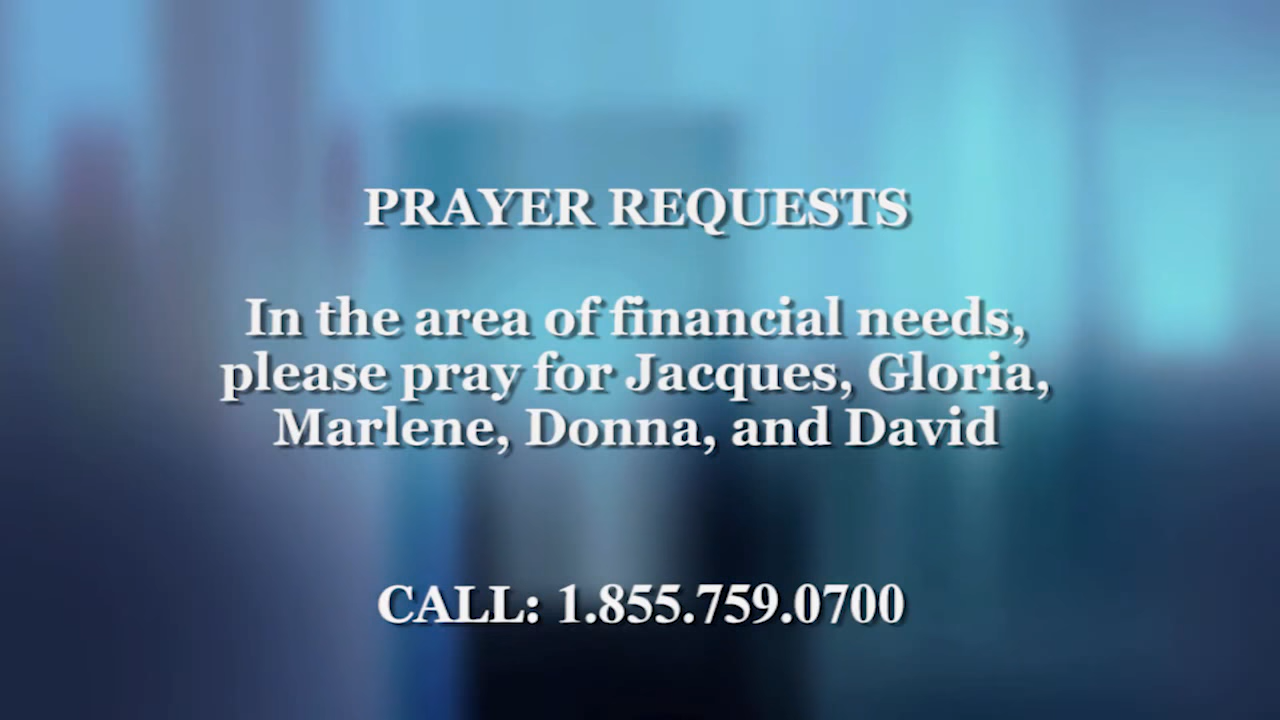 PRAYER REQUESTS
In the area of financial needs,
please pray for Jacques, Gloria,
Marlene, Donna, and David
CALL: 1.855.759.0700